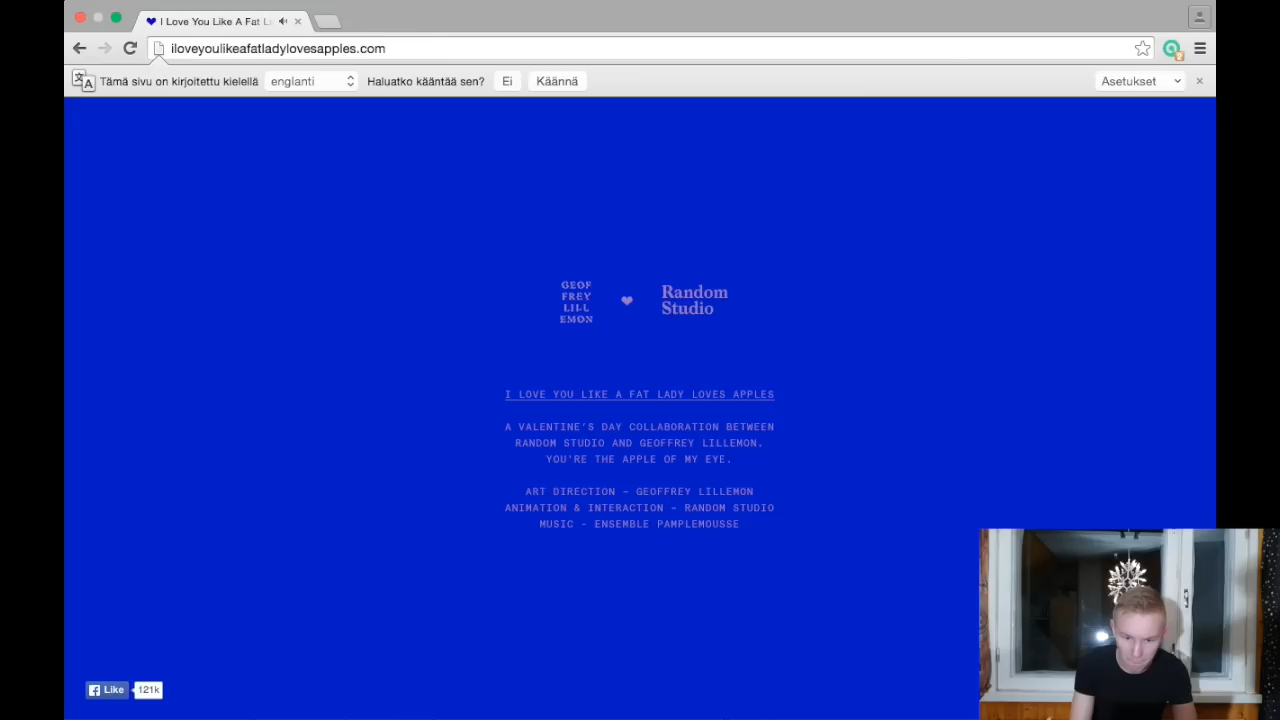 I Love You Like A Fat L
iloveyoulikeafatladylovesapples.com
Tämä sivu on kirjoitettu kielellä englanti Haluatko kääntää sen? Ei Käännä Asetukset
GEOF
FREY
LILL
EMON
Random
Studio
I LOVE YOU LIKE A FAT LADY LOVES APPLES
A VALENTINE'S DAY COLLABORATION BETWEEN
RANDOM STUDIO AND GEOFFREY LILLEMON.
YOU'RE THE APPLE OF MY EYE.
ART DIRECTION – GEOFFREY LILLEMON
ANIMATION & INTERACTION – RANDOM STUDIO
MUSIC - ENSEMBLE PAMPLEMOUSSE
Like 121k